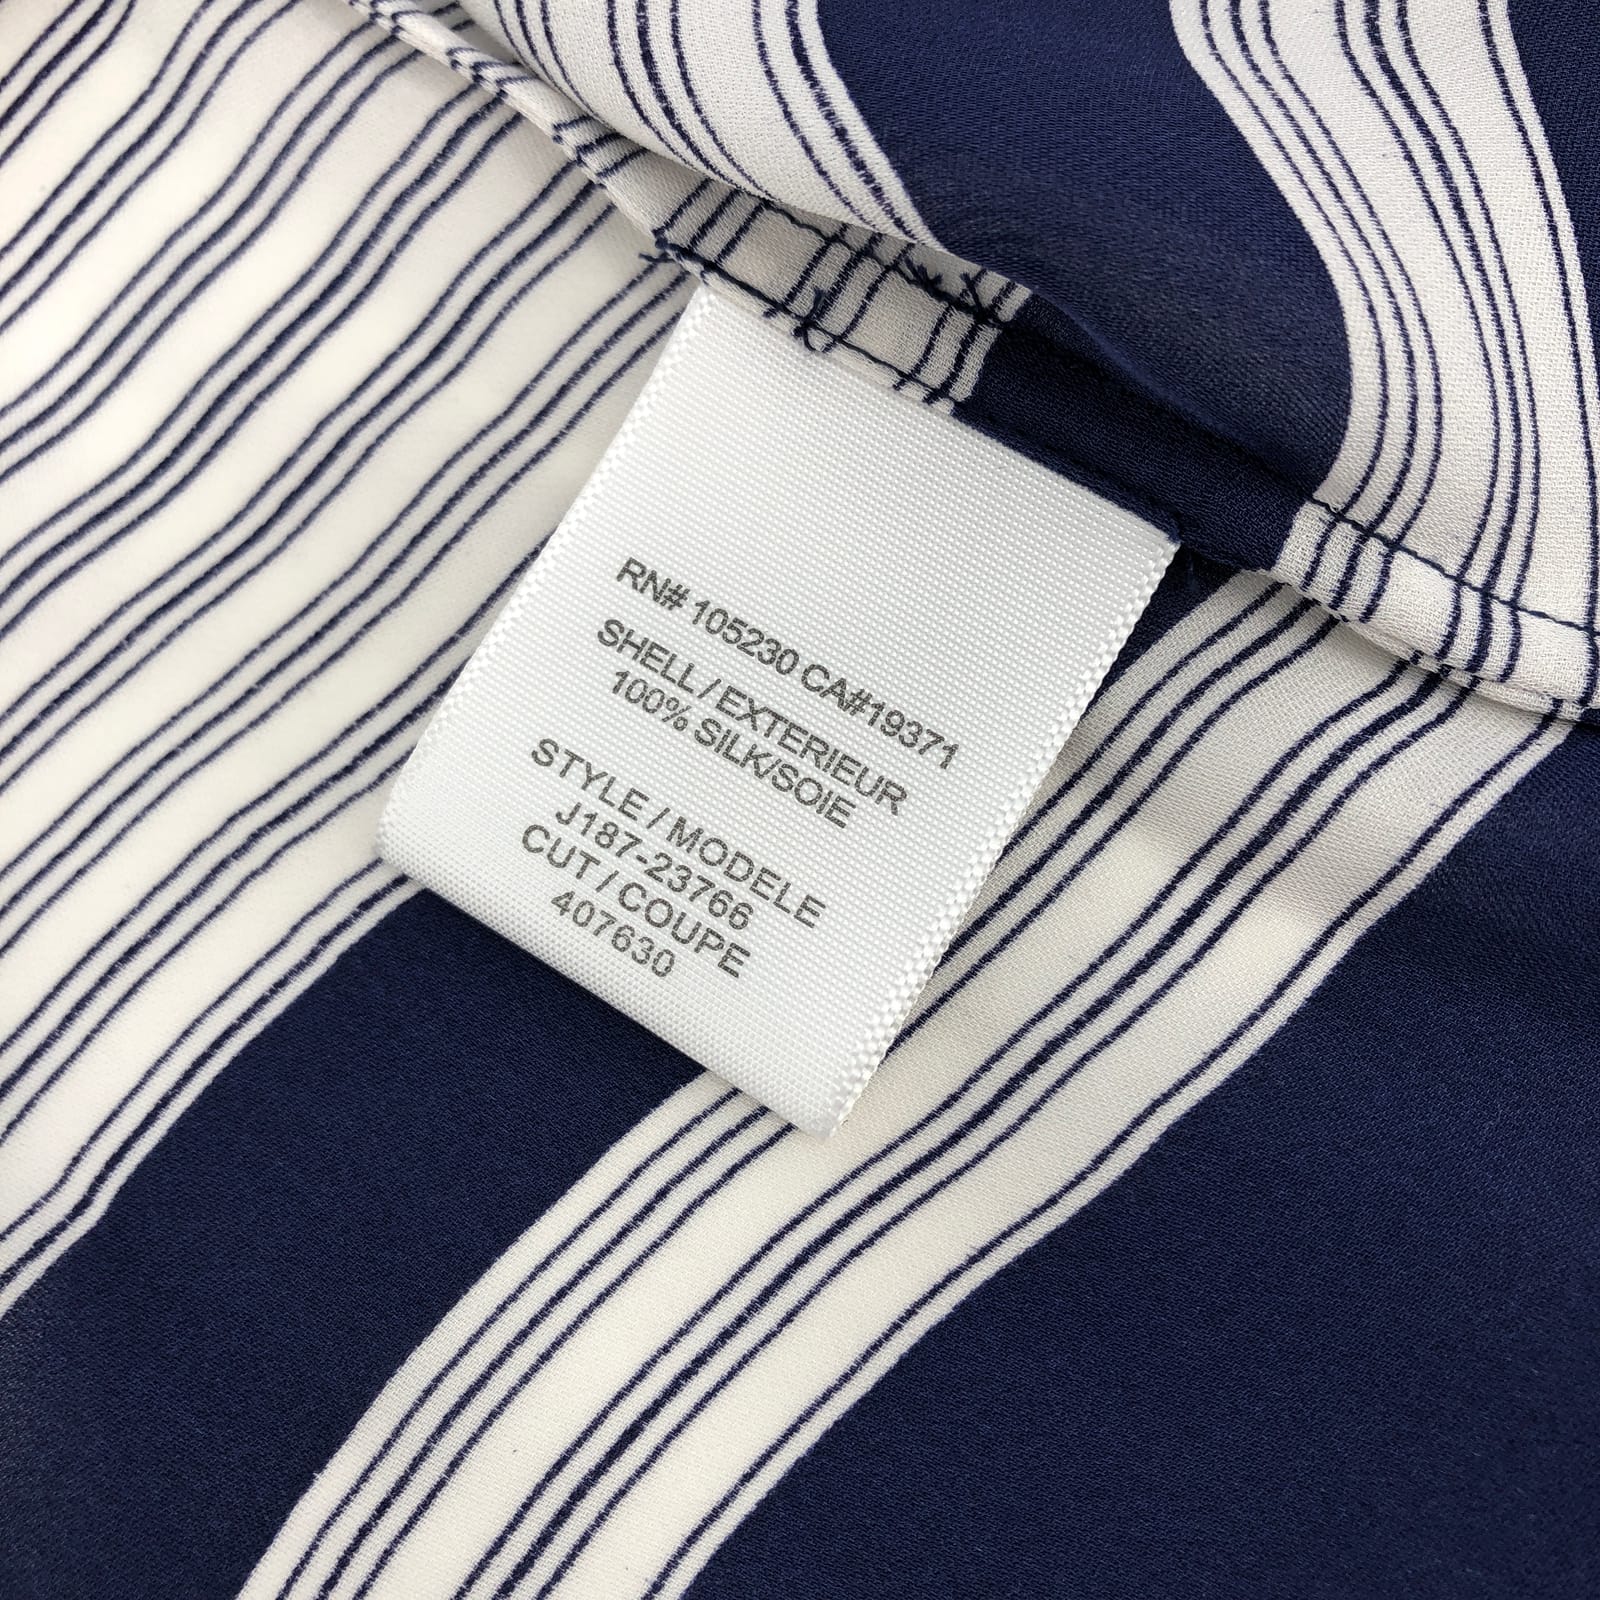 RN# 105230 CA#19371
SHELL / EXTERIEUR
100% SILK/SOIE
STYLE / MODELE
J187-23766
CUT / COUPE
407630